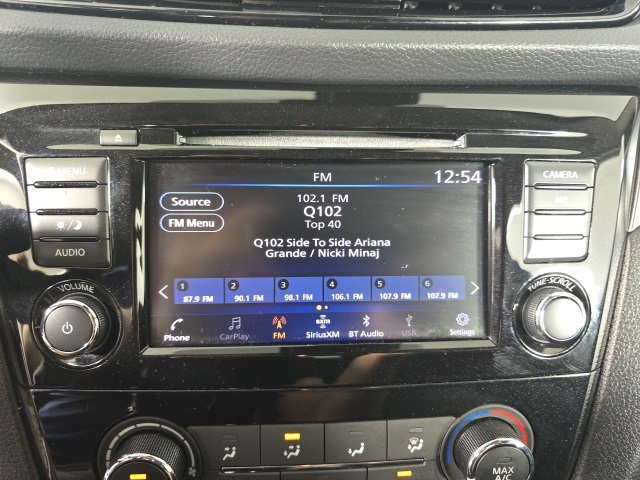 MENU
AUDIO
VOLUME
FM
12:54
Source
FM Menu
102.1 FM
Q102
Top 40
Q102 Side To Side Ariana
Grande / Nicki Minaj
1 2 3 4 5 6
87.9 FM 90.1 FM 98.1 FM 106.1 FM 107.9 FM 107.9 FM
Phone CarPlay FM SiriusXM BT Audio USB Settings
CAMERA
TUNE·SCROLL
MAX
A/C